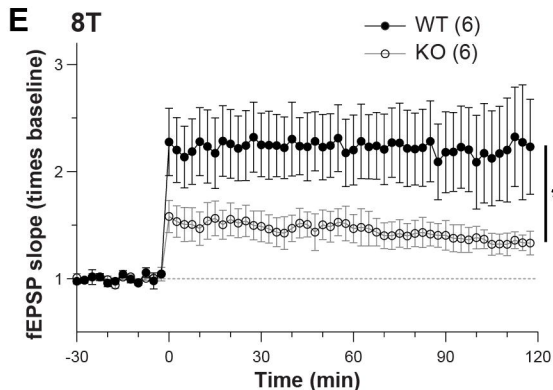 E 8T
WT (6)
KO (6)
fEPSP slope (times baseline)
3
2
1
-30 0 30 60 90 120
Time (min)